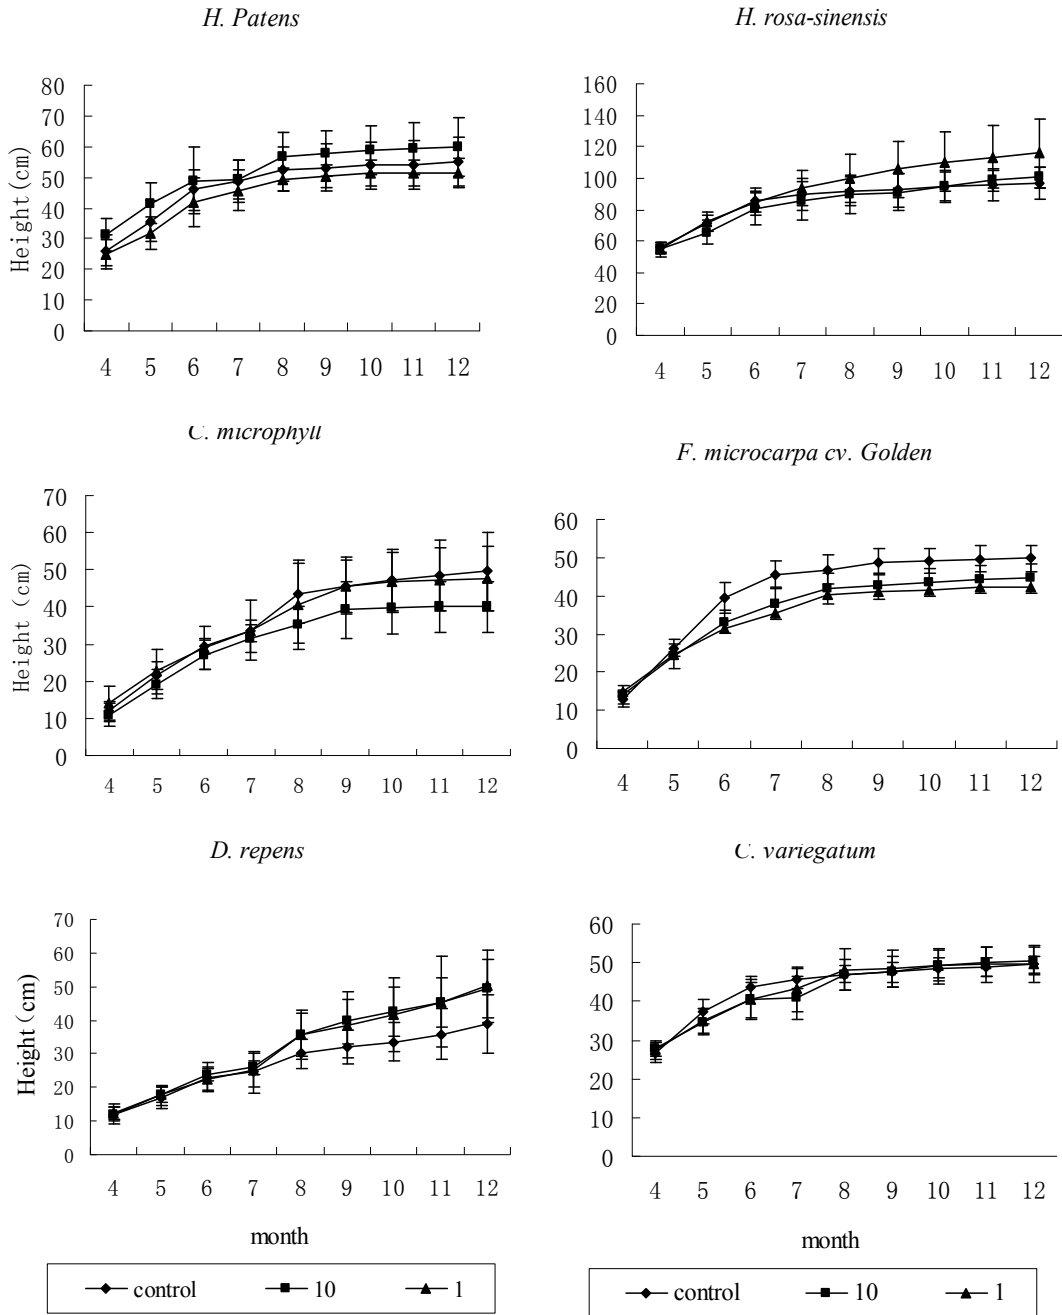 H. Patens
80
70
60
50
40
30
20
10
0
Height(cm)
4 5 6 7 8 9 10 11 12
H. rosa-sinensis
160
140
120
100
80
60
40
20
0
4 5 6 7 8 9 10 11 12
C. microphyll
70
60
50
40
30
20
10
0
Height(cm)
4 5 6 7 8 9 10 11 12
F. microcarpa cv. Golden
60
50
40
30
20
10
0
4 5 6 7 8 9 10 11 12
D. repens
70
60
50
40
30
20
10
0
Height(cm)
4 5 6 7 8 9 10 11 12
month
control 10 1
C. variegatum
60
50
40
30
20
10
0
4 5 6 7 8 9 10 11 12
month
control 10 1